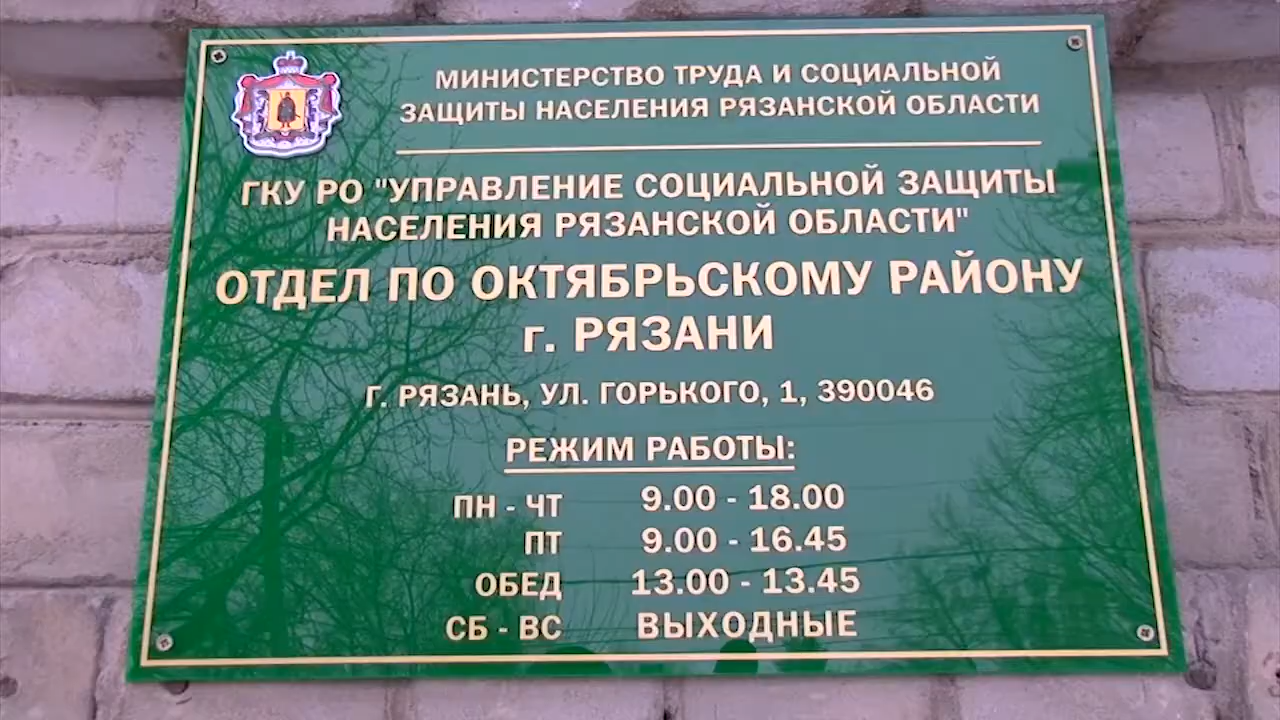 МИНИСТЕРСТВО ТРУДА И СОЦИАЛЬНОЙ
ЗАЩИТЫ НАСЕЛЕНИЯ РЯЗАНСКОЙ ОБЛАСТИ
ГКУ РО "УПРАВЛЕНИЕ СОЦИАЛЬНОЙ ЗАЩИТЫ
НАСЕЛЕНИЯ РЯЗАНСКОЙ ОБЛАСТИ"
ОТДЕЛ ПО ОКТЯБРЬСКОМУ РАЙОНУ
г. РЯЗАНИ
Г. РЯЗАНЬ, УЛ. ГОРЬКОГО, 1, 390046
РЕЖИМ РАБОТЫ:
ПН - ЧТ 9.00 - 18.00
ПТ 9.00 - 16.45
ОБЕД 13.00 - 13.45
СБ - ВС ВЫХОДНЫЕ